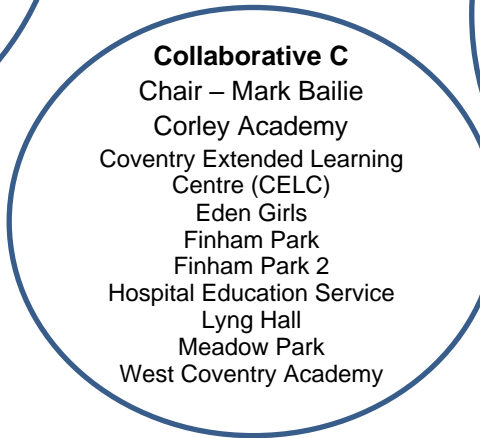 Collaborative C
Chair – Mark Bailie
Corley Academy
Coventry Extended Learning
Centre (CELC)
Eden Girls
Finham Park
Finham Park 2
Hospital Education Service
Lyng Hall
Meadow Park
West Coventry Academy